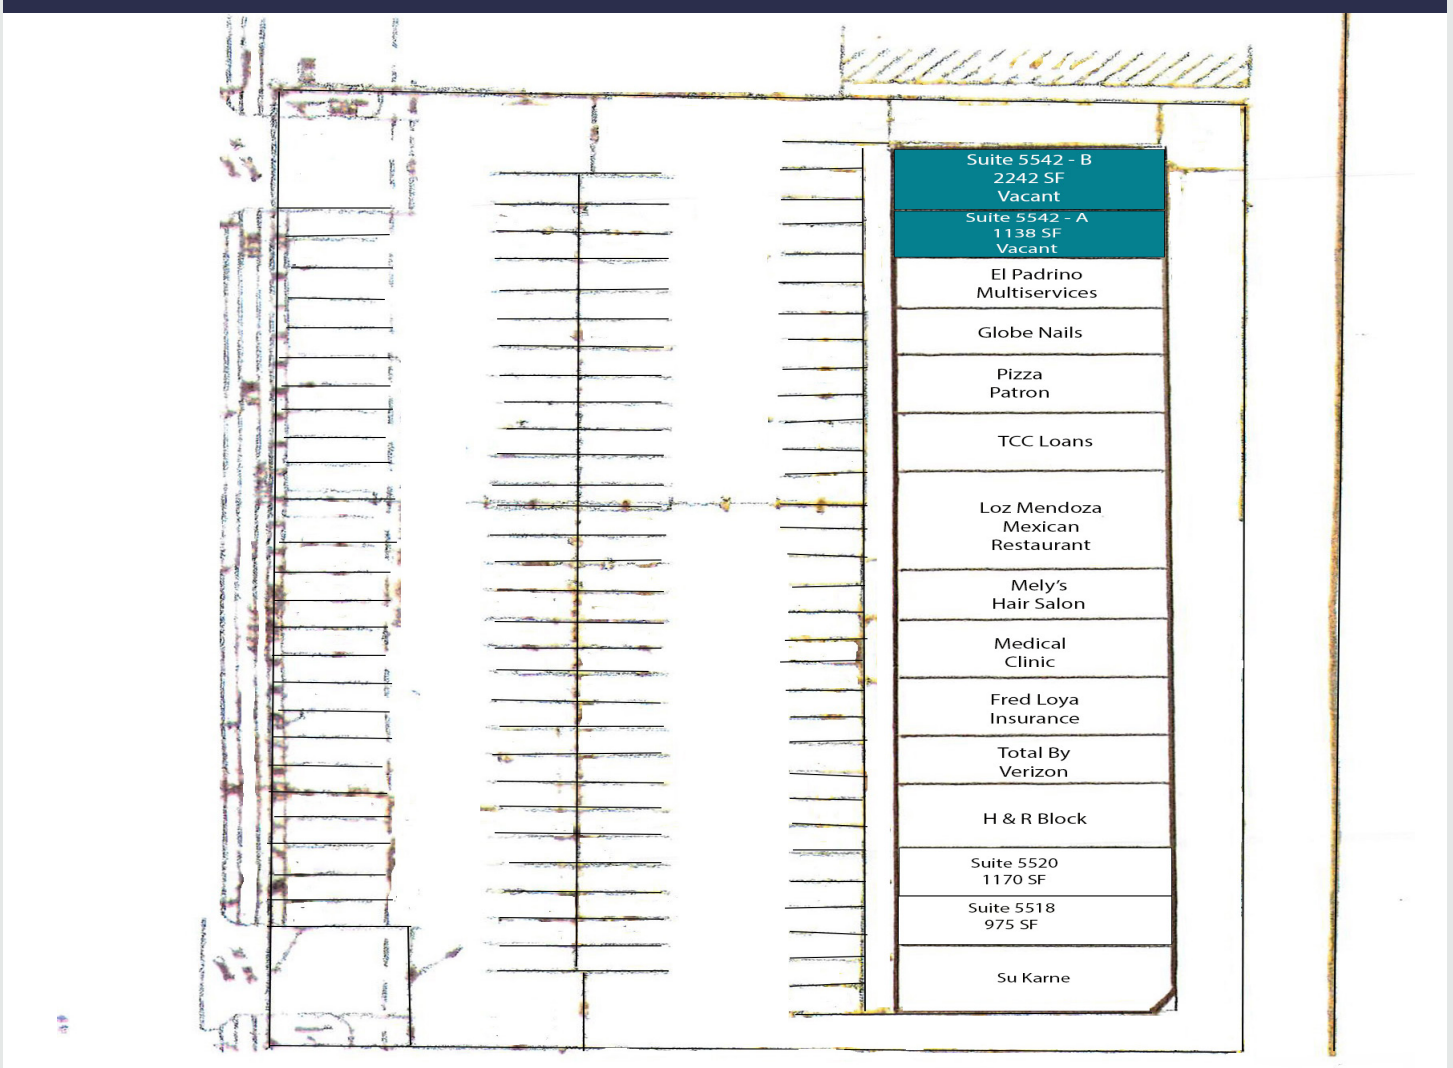 Suite 5542 - B
2242 SF
Vacant
Suite 5542 - A
1138 SF
Vacant
El Padrino
Multiservices
Globe Nails
Pizza
Patron
TCC Loans
Loz Mendoza
Mexican
Restaurant
Mely's
Hair Salon
Medical
Clinic
Fred Loya
Insurance
Total By
Verizon
H & R Block
Suite 5520
1170 SF
Suite 5518
975 SF
Su Karne